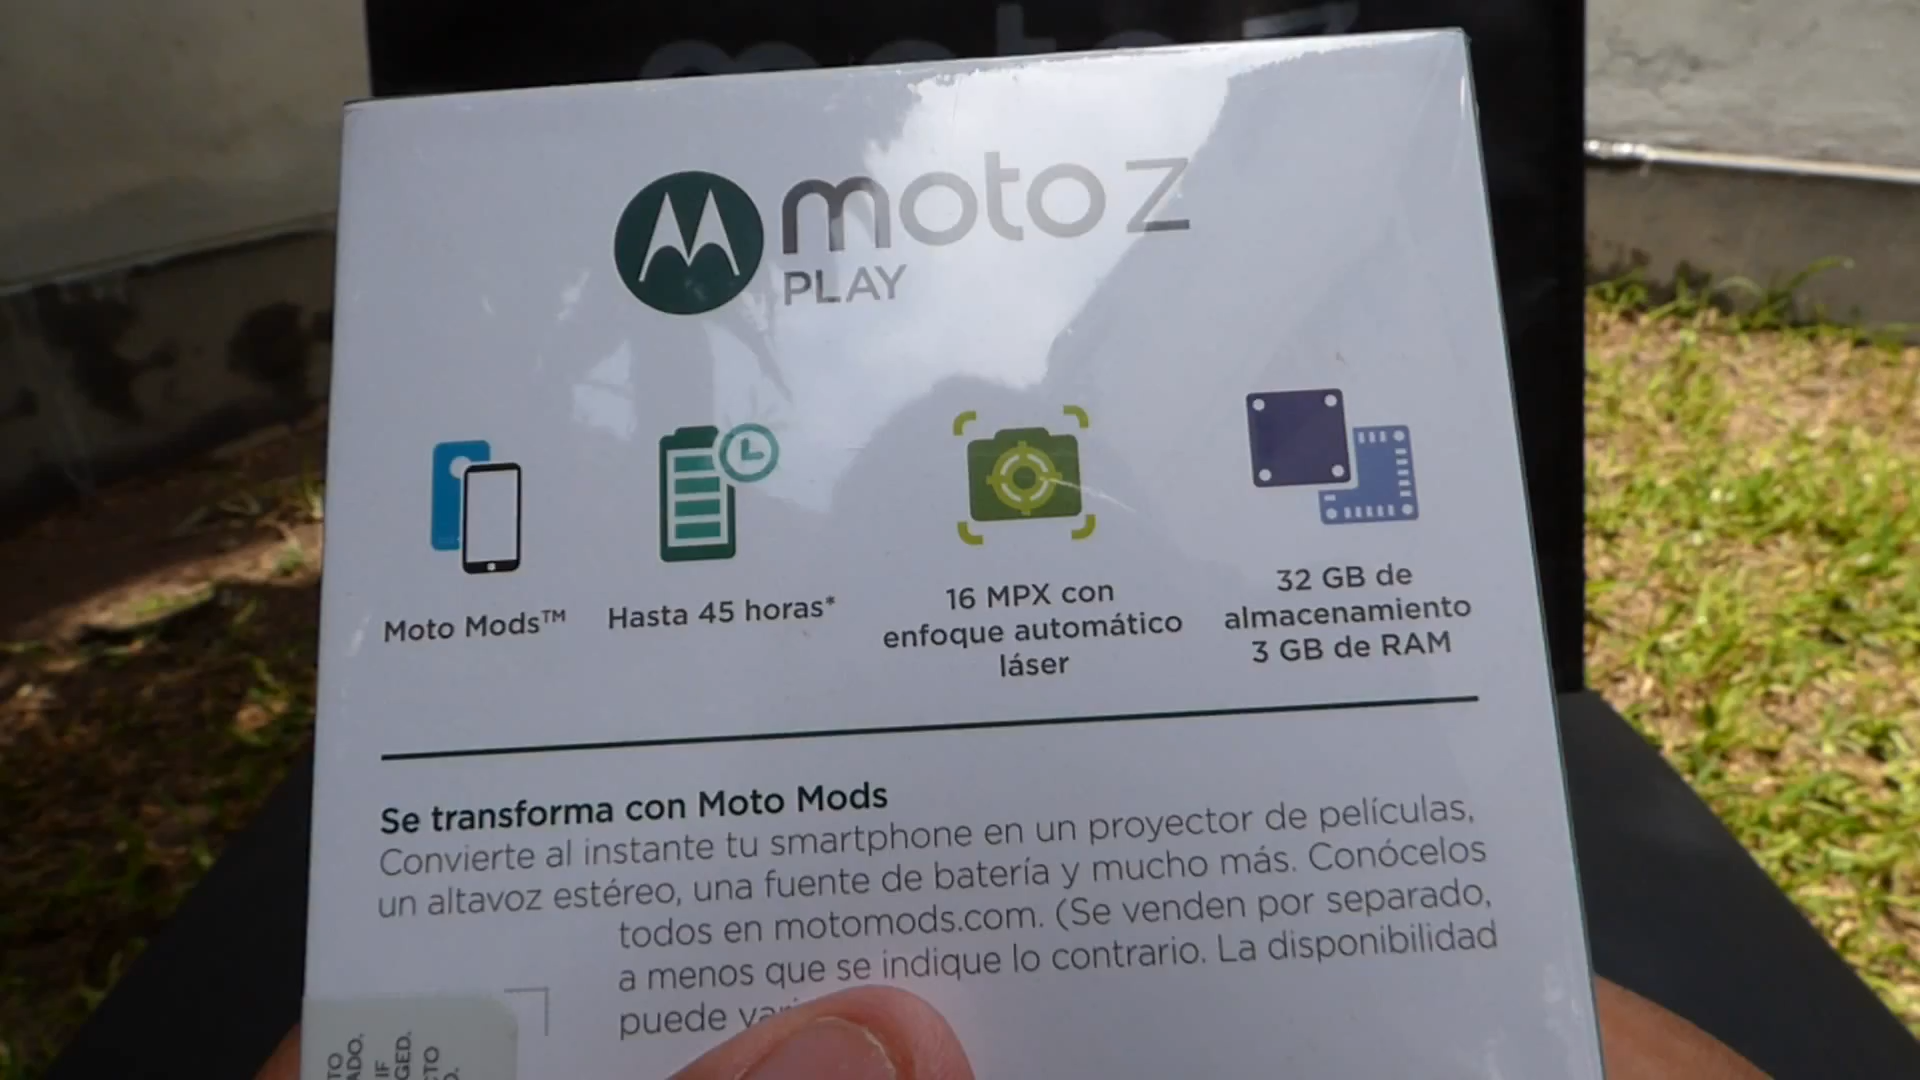 moto z
PLAY
Moto Mods™
Hasta 45 horas*
16 MPX con
enfoque automático
láser
32 GB de
almacenamiento
3 GB de RAM
Se transforma con Moto Mods
Convierte al instante tu smartphone en un proyector de películas,
un altavoz estéreo, una fuente de batería y mucho más. Conócelos
todos en motomods.com. (Se venden por separado,
a menos que se indique lo contrario. La disponibilidad
puede
IF